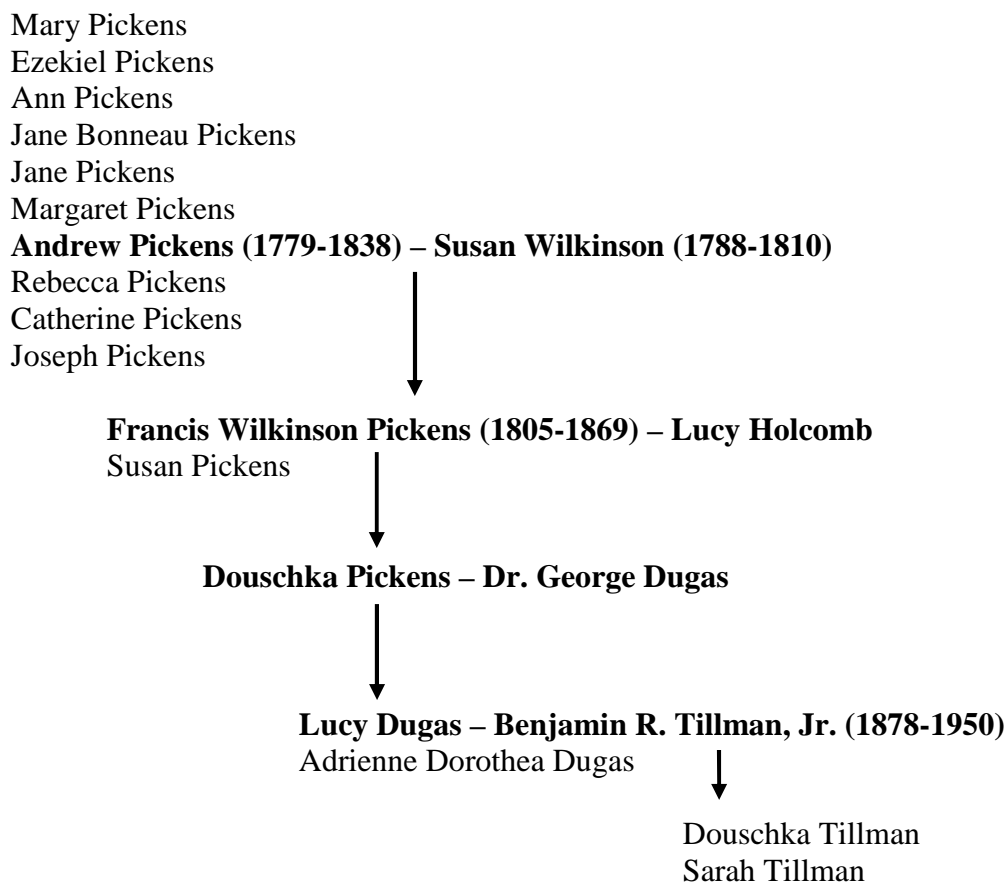 Mary Pickens
Ezekiel Pickens
Ann Pickens
Jane Bonneau Pickens
Jane Pickens
Margaret Pickens
Andrew Pickens (1779-1838) – Susan Wilkinson (1788-1810)
Rebecca Pickens
Catherine Pickens
Joseph Pickens
Francis Wilkinson Pickens (1805-1869) – Lucy Holcomb
Susan Pickens
Douschka Pickens – Dr. George Dugas
Lucy Dugas – Benjamin R. Tillman, Jr. (1878-1950)
Adrienne Dorothea Dugas
Douschka Tillman
Sarah Tillman